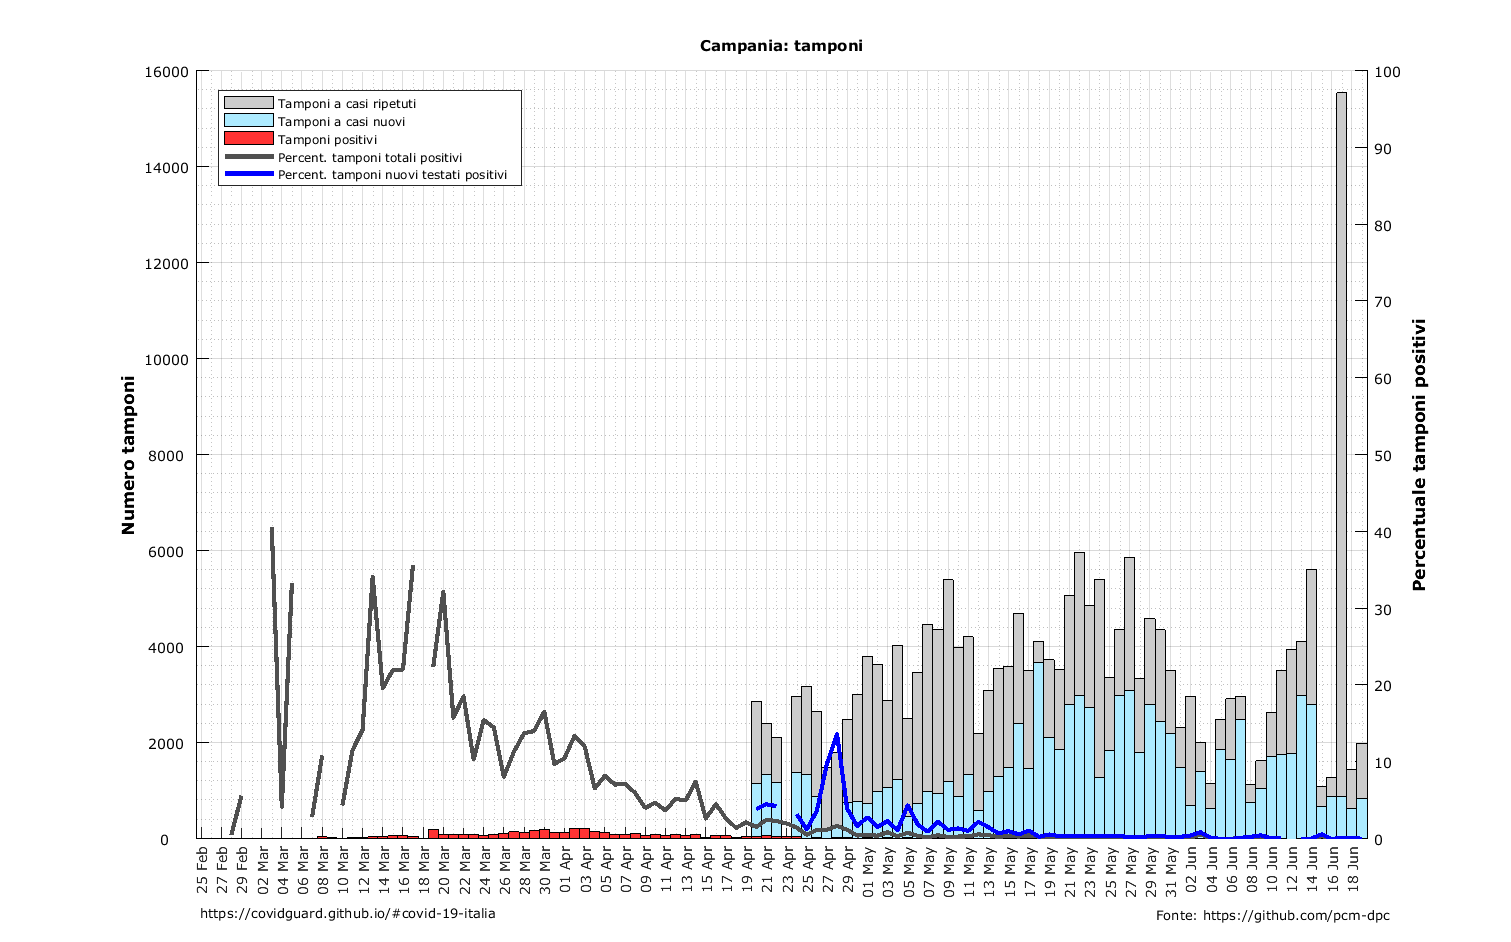 Campania: tamponi
16000
14000
12000
10000
8000
6000
4000
2000
0
Numero tamponi
Tamponi a casi ripetuti
Tamponi a casi nuovi
Tamponi positivi
Percent. tamponi totali positivi
Percent. tamponi nuovi testati positivi
100
90
80
70
60
50
40
30
20
10
0
Percentuale tamponi positivi
25 Feb
27 Feb
29 Feb
02 Mar
04 Mar
06 Mar
08 Mar
10 Mar
12 Mar
14 Mar
16 Mar
18 Mar
20 Mar
22 Mar
24 Mar
26 Mar
28 Mar
30 Mar
01 Apr
03 Apr
05 Apr
07 Apr
09 Apr
11 Apr
13 Apr
15 Apr
17 Apr
19 Apr
21 Apr
23 Apr
25 Apr
27 Apr
29 Apr
01 May
03 May
05 May
07 May
09 May
11 May
13 May
15 May
17 May
19 May
21 May
23 May
25 May
27 May
29 May
31 May
02 Jun
04 Jun
06 Jun
08 Jun
10 Jun
12 Jun
14 Jun
16 Jun
18 Jun
https://covidguard.github.io/#covid-19-italia
Fonte: https://github.com/pcm-dpc